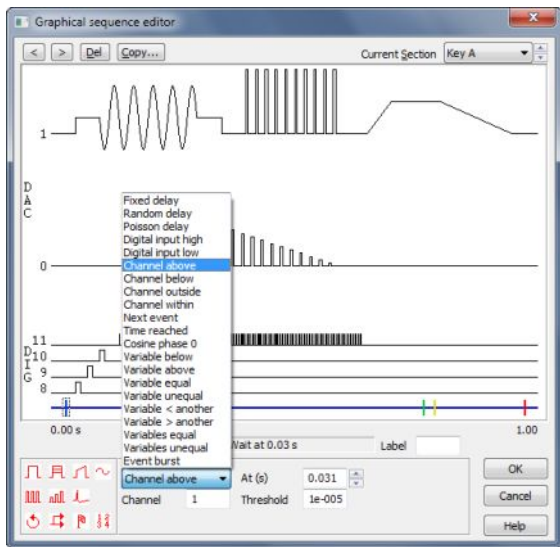 Graphical sequence editor
< > Del Copy... Current Section Key A
1
DAC
0
Fixed delay
Random delay
Poisson delay
Digital input high
Digital input low
Channel above
Channel below
Channel outside
Channel within
Next event
Time reached
Cosine phase 0
Variable below
Variable above
Variable equal
Variable unequal
Variable < another
Variable > another
Variables equal
Variables unequal
Event burst
DIG
11
10
9
8
0.00 s 1.00
Wait at 0.03 s Label
Channel above At (s) 0.031
Channel 1 Threshold 1e-005
OK
Cancel
Help